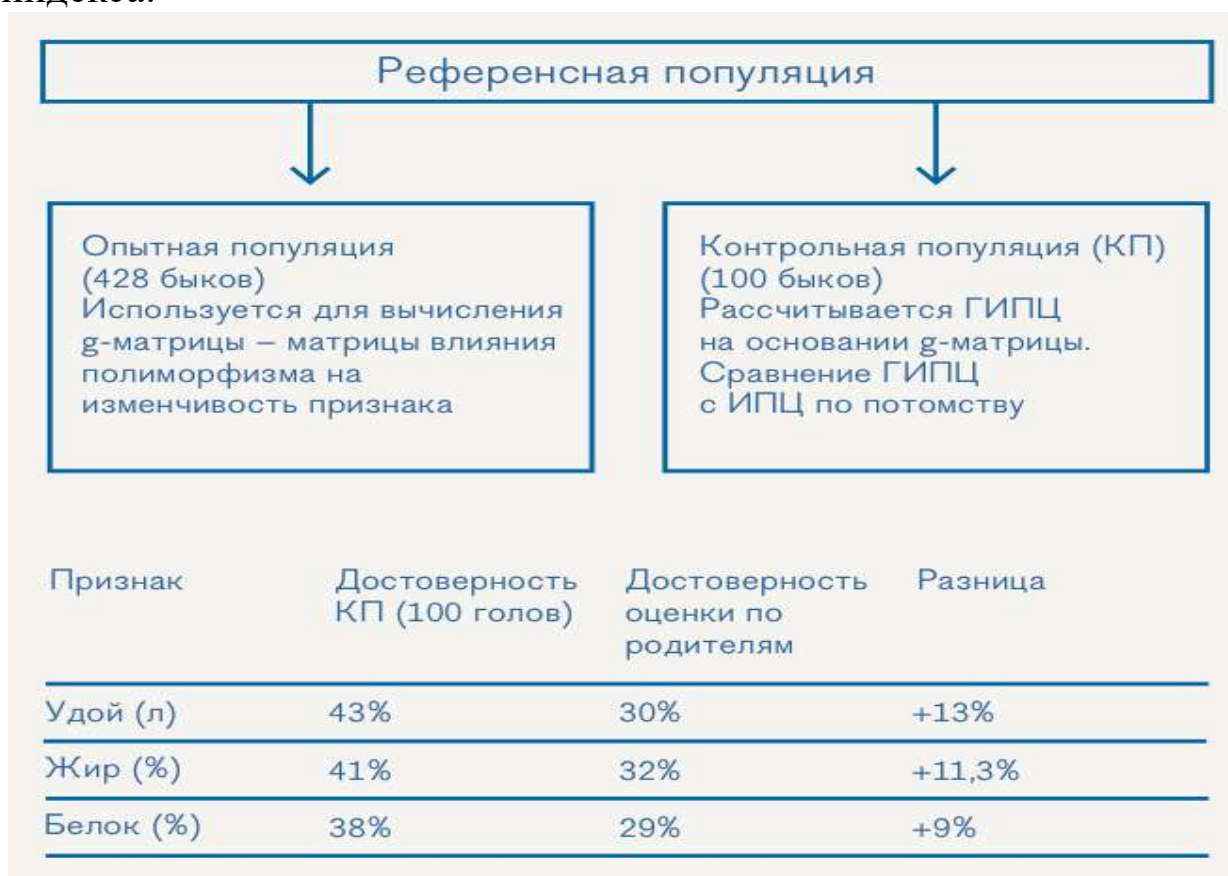 Референсная популяция
Опытная популяция
(428 быков)
Используется для вычисления
g-матрицы – матрицы влияния
полиморфизма на
изменчивость признака
Контрольная популяция (КП)
(100 быков)
Рассчитывается ГИПЦ
на основании g-матрицы.
Сравнение ГИПЦ
с ИПЦ по потомству
Признак Достоверность КП (100 голов) Достоверность оценки по родителям Разница
Удой (л) 43% 30% +13%
Жир (%) 41% 32% +11,3%
Белок (%) 38% 29% +9%